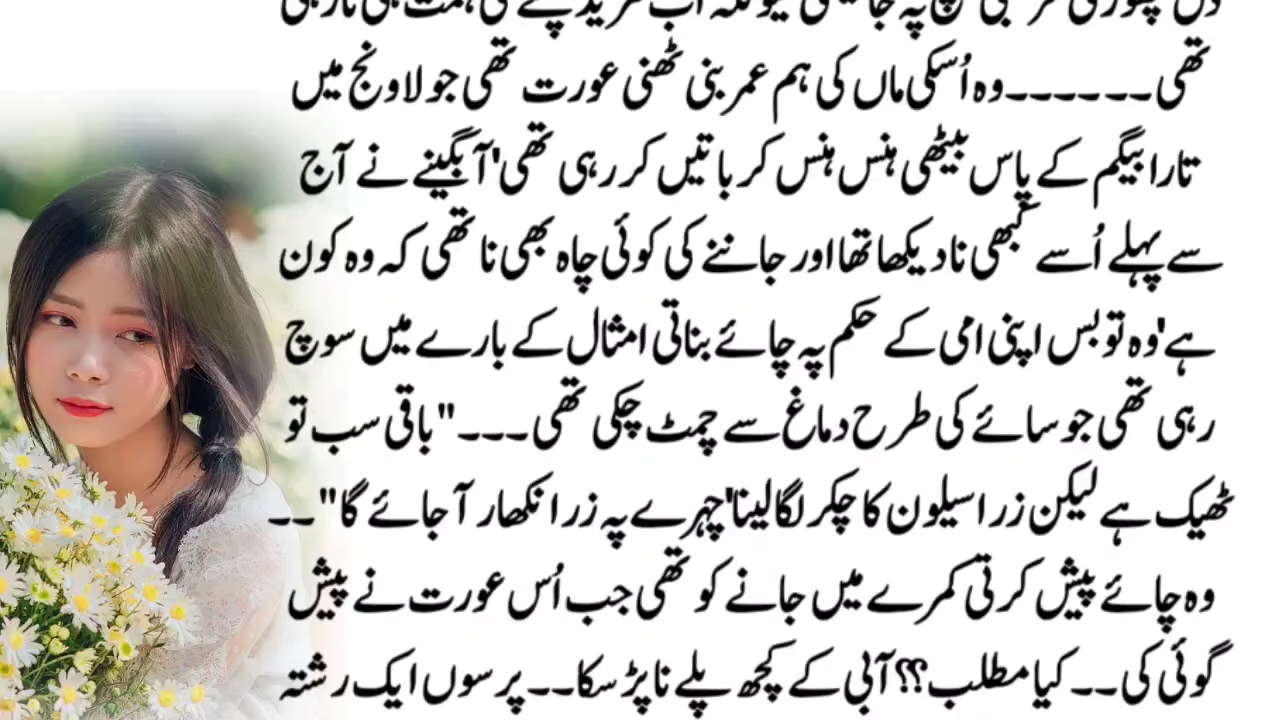 تھی ۔۔۔۔۔۔ وہ اُسکی ماں کی ہم عمر بنی ٹھنی عورت تھی جو لاونج میں
تارا بیگم کے پاس بیٹھی ہنس ہنس کر باتیں کر رہی تھی' آبگینے نے آج
سے پہلے اُسے کبھی نا دیکھا تھا اور جاننے کی کوئی چاہ بھی نا تھی کہ وہ کون
ہے' وہ تو بس اپنی امی کے حکم پہ چائے بناتی امثال کے بارے میں سوچ
رہی تھی جو سائے کی طرح دماغ سے چمٹ چکی تھی ۔۔۔ "باقی سب تو
ٹھیک ہے لیکن زرا سیلون کا چکر لگا لینا' چہرے پہ زرا نکھار آ جائے گا" ۔۔
وہ چائے پیش کرتی کمرے میں جانے کو تھی جب اُس عورت نے پیش
گوئی کی ۔۔ کیا مطلب؟؟ آبی کے کچھ پلے نا پڑ سکا ۔۔ پرسوں ایک رشتہ